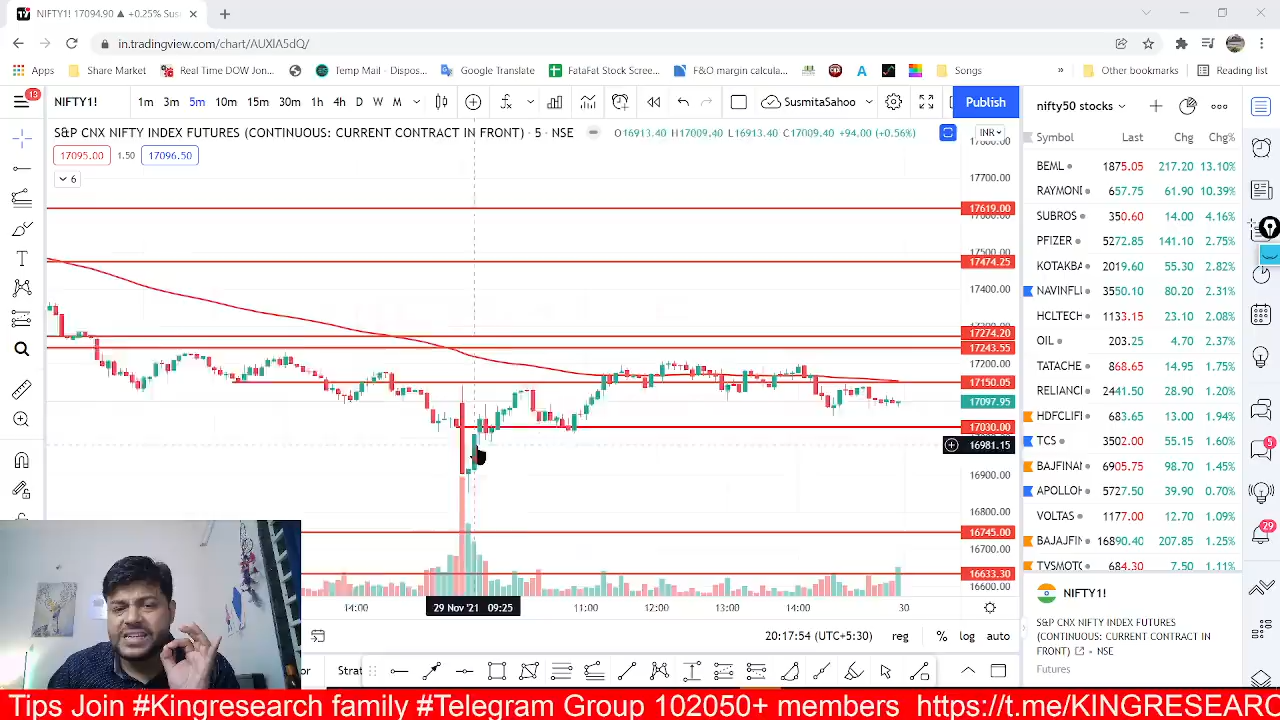 NIFTY1! 17094.90 ▲ +0.25% Sus
in.tradingview.com/chart/AUXIA5dQ/
Apps Share Market Real Time DOW Jon... Temp Mail - Dispos... Google Translate FataFat Stock Scree... F&O margin calcula... Songs » Other bookmarks Reading list
13 NIFTY1! 1m 3m 5m 10m 15m 30m 1h 4h D W M SusmitaSahoo Publish nifty50 stocks
S&P CNX NIFTY INDEX FUTURES (CONTINUOUS: CURRENT CONTRACT IN FRONT) · 5 · NSE O16913.40 H17009.40 L16913.40 C17009.40 +94.00 (+0.56%) INR
Symbol Last Chg Chg%
17095.00 1.50 17096.50
6
17700.00
17619.00
17500.00
17474.25
17400.00
17274.20
17243.55
17200.00
17150.05
17097.95
17030.00
16981.15
16900.00
16800.00
16745.00
16700.00
16633.30
16600.00
BEML 1875.05 217.20 13.10%
RAYMOND 657.75 61.90 10.39%
SUBROS 350.60 14.00 4.16%
PFIZER 5272.85 141.10 2.75%
KOTAKBA 2019.60 55.30 2.82%
NAVINFL 3550.10 80.20 2.31%
HCLTECH 1133.15 23.10 2.08%
OIL 203.25 4.70 2.37%
TATACHE 868.65 14.95 1.75%
RELIANC 2441.50 28.90 1.20%
HDFCLIFI 683.65 13.00 1.94%
TCS 3502.00 55.15 1.60%
BAJFINAN 6905.75 98.70 1.45%
APOLLOH 5727.50 39.90 0.70%
VOLTAS 1177.00 12.70 1.09%
BAJAJFIN 16890.40 207.85 1.25%
TVSMOTO 684.30 7.50 1.11%
5
29
NIFTY1!
S&P CNX NIFTY INDEX FUTURES
(CONTINUOUS: CURRENT CONTRACT IN
FRONT) NSE
Futures
14:00 29 Nov '21 09:25 11:00 12:00 13:00 14:00 30
20:17:54 (UTC+5:30) reg % log auto
Strat
Tips Join #Kingresearch family #Telegram Group 102050+ members https://t.me/KINGRESEARC